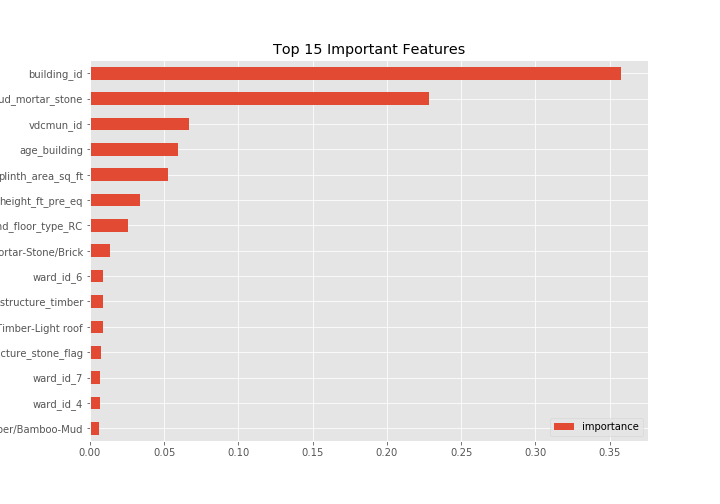 Top 15 Important Features
building_id
ud_mortar_stone
vdcmun_id
age_building
plinth_area_sq_ft
height_ft_pre_eq
nd_floor_type_RC
ortar-Stone/Brick
ward_id_6
structure_timber
Timber-Light roof
cture_stone_flag
ward_id_7
ward_id_4
ber/Bamboo-Mud
importance
0.00 0.05 0.10 0.15 0.20 0.25 0.30 0.35